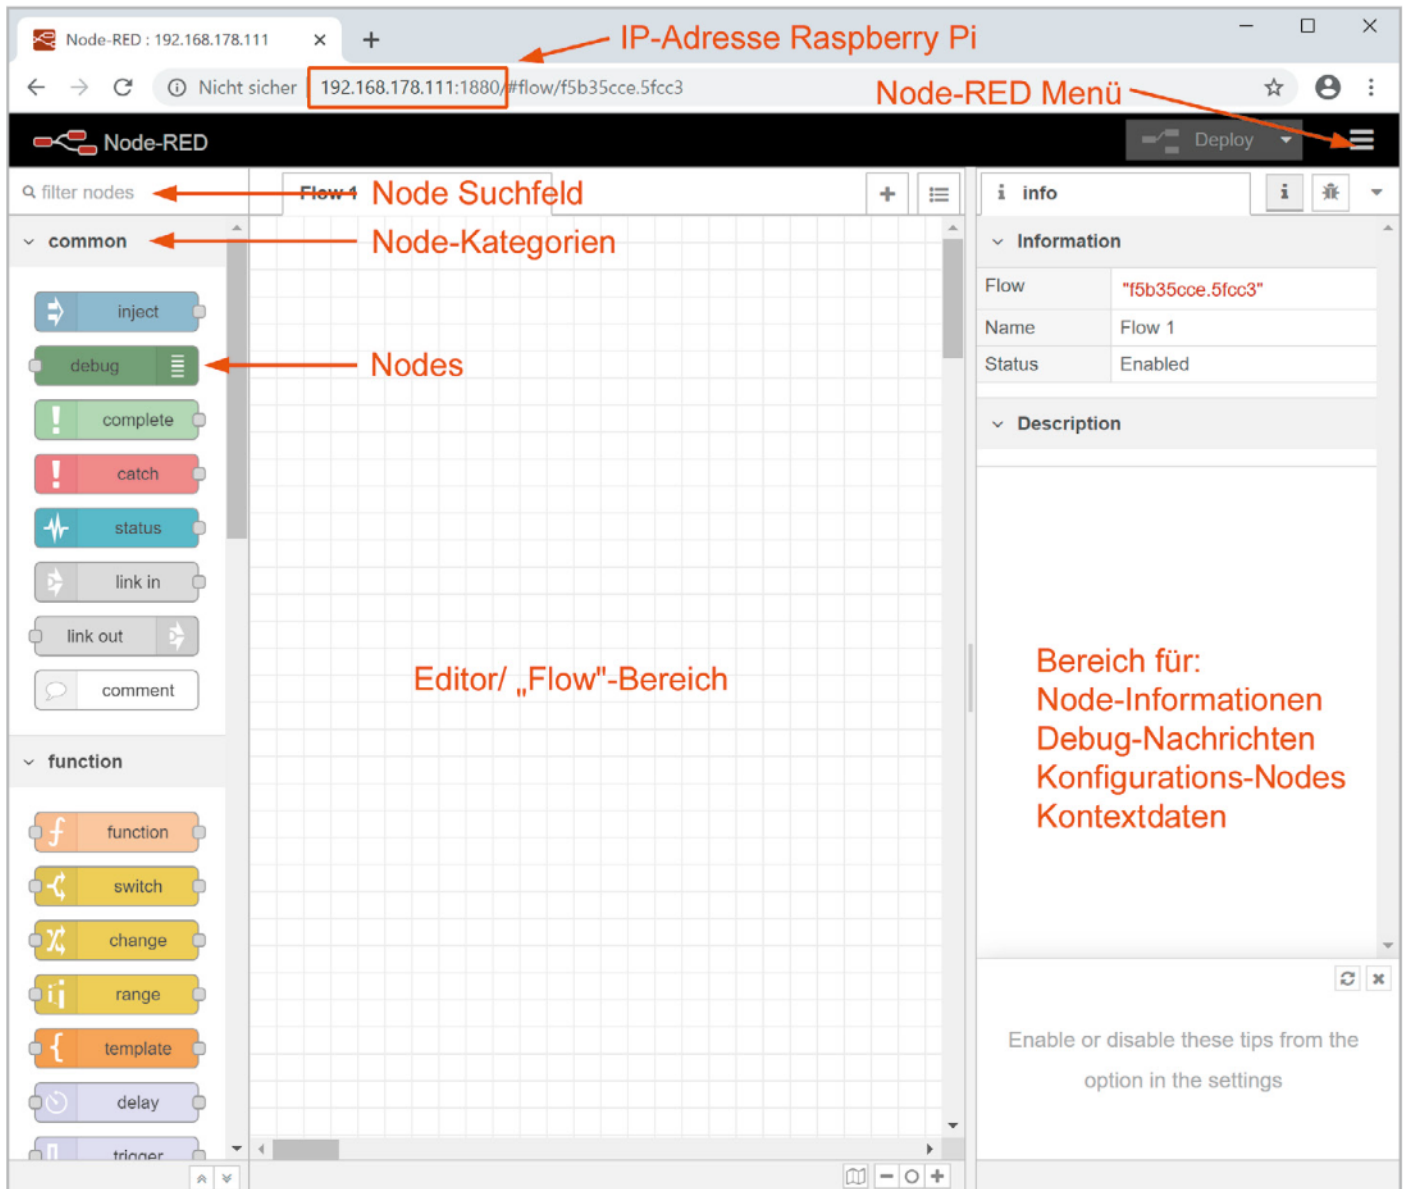 Node-RED : 192.168.178.111
IP-Adresse Raspberry Pi
Nicht sicher
192.168.178.111:1880/#flow/f5b35cce.5fcc3
Node-RED Menü
Node-RED
Deploy
filter nodes
Flow 1
Node Suchfeld
i info
i
common
Node-Kategorien
Information
inject
Flow
"f5b35cce.5fcc3"
Name
Flow 1
debug
Nodes
Status
Enabled
complete
Description
catch
status
link in
link out
comment
Editor/ „Flow"-Bereich
Bereich für:
Node-Informationen
Debug-Nachrichten
Konfigurations-Nodes
Kontextdaten
function
function
switch
change
range
template
delay
trigger
Enable or disable these tips from the
option in the settings